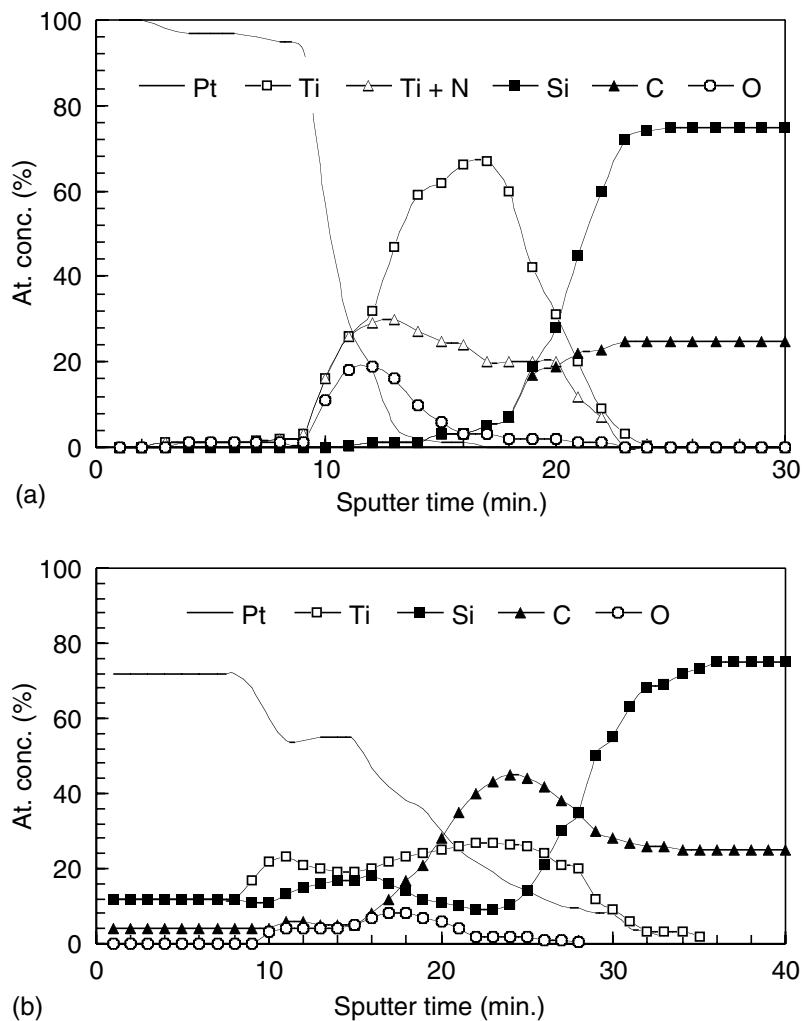 100
80
60
40
20
0
At. conc. (%)
Pt Ti Ti + N Si C O
0 10 20 30
Sputter time (min.)
(a)
100
80
60
40
20
0
At. conc. (%)
Pt Ti Si C O
0 10 20 30 40
Sputter time (min.)
(b)